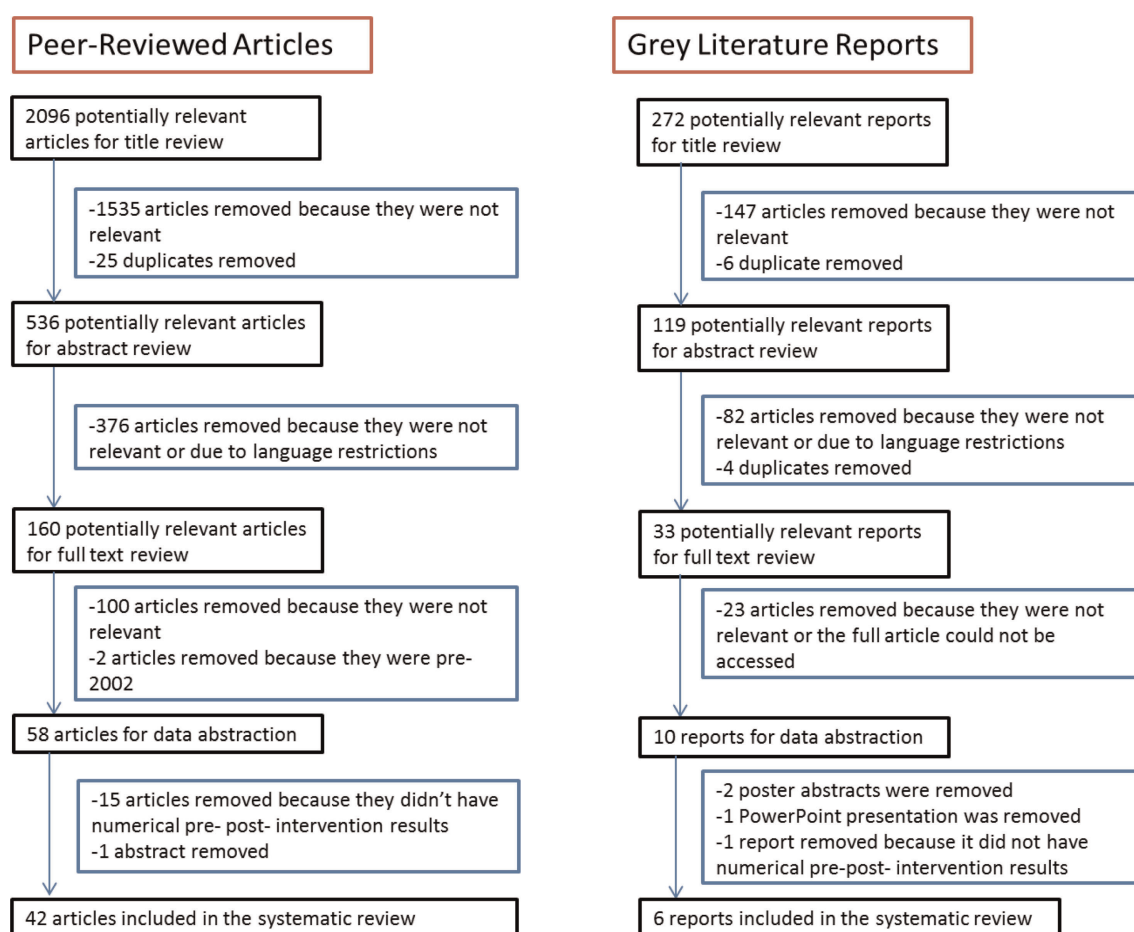 Peer-Reviewed Articles
2096 potentially relevant
articles for title review
-1535 articles removed because they were not
relevant
-25 duplicates removed
536 potentially relevant articles
for abstract review
-376 articles removed because they were not
relevant or due to language restrictions
160 potentially relevant articles
for full text review
-100 articles removed because they were not
relevant
-2 articles removed because they were pre-
2002
58 articles for data abstraction
-15 articles removed because they didn't have
numerical pre- post- intervention results
-1 abstract removed
42 articles included in the systematic review
Grey Literature Reports
272 potentially relevant reports
for title review
-147 articles removed because they were not
relevant
-6 duplicate removed
119 potentially relevant reports
for abstract review
-82 articles removed because they were not
relevant or due to language restrictions
-4 duplicates removed
33 potentially relevant reports
for full text review
-23 articles removed because they were not
relevant or the full article could not be
accessed
10 reports for data abstraction
-2 poster abstracts were removed
-1 PowerPoint presentation was removed
-1 report removed because it did not have
numerical pre-post- intervention results
6 reports included in the systematic review